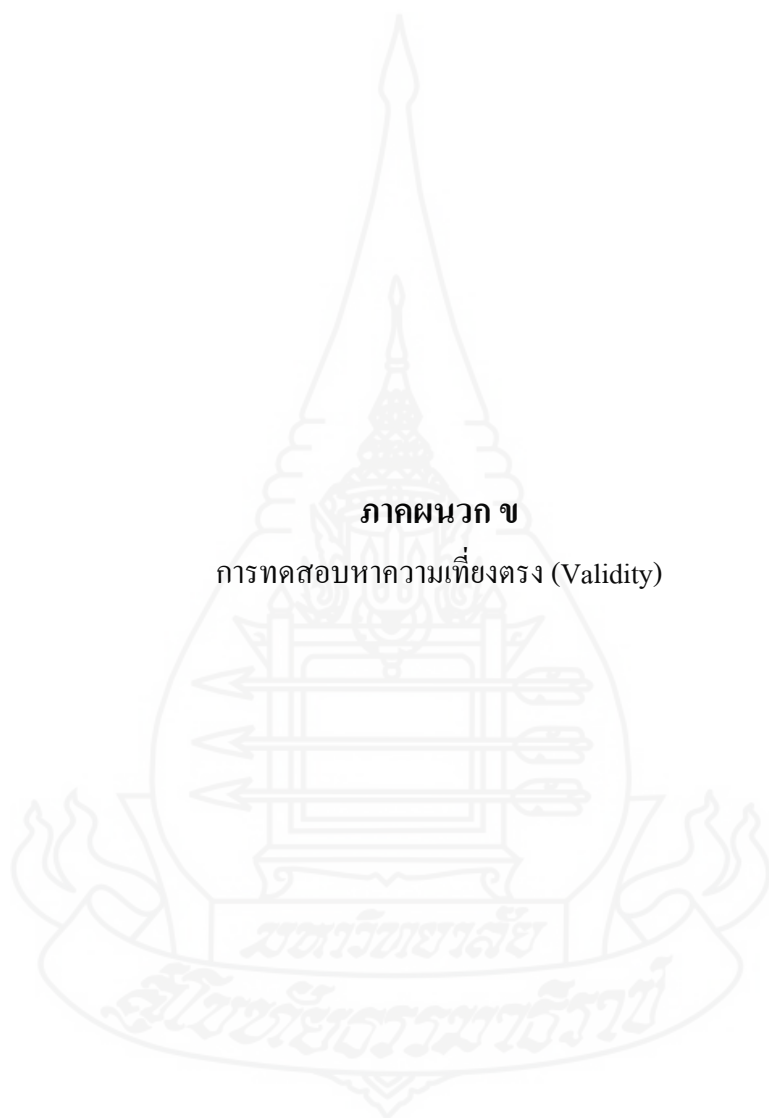 ภาคผนวก ข
การทดสอบหาความเที่ยงตรง (Validity)
มหาวิทยาลัย
สุโขทัยธรรมาธิราช